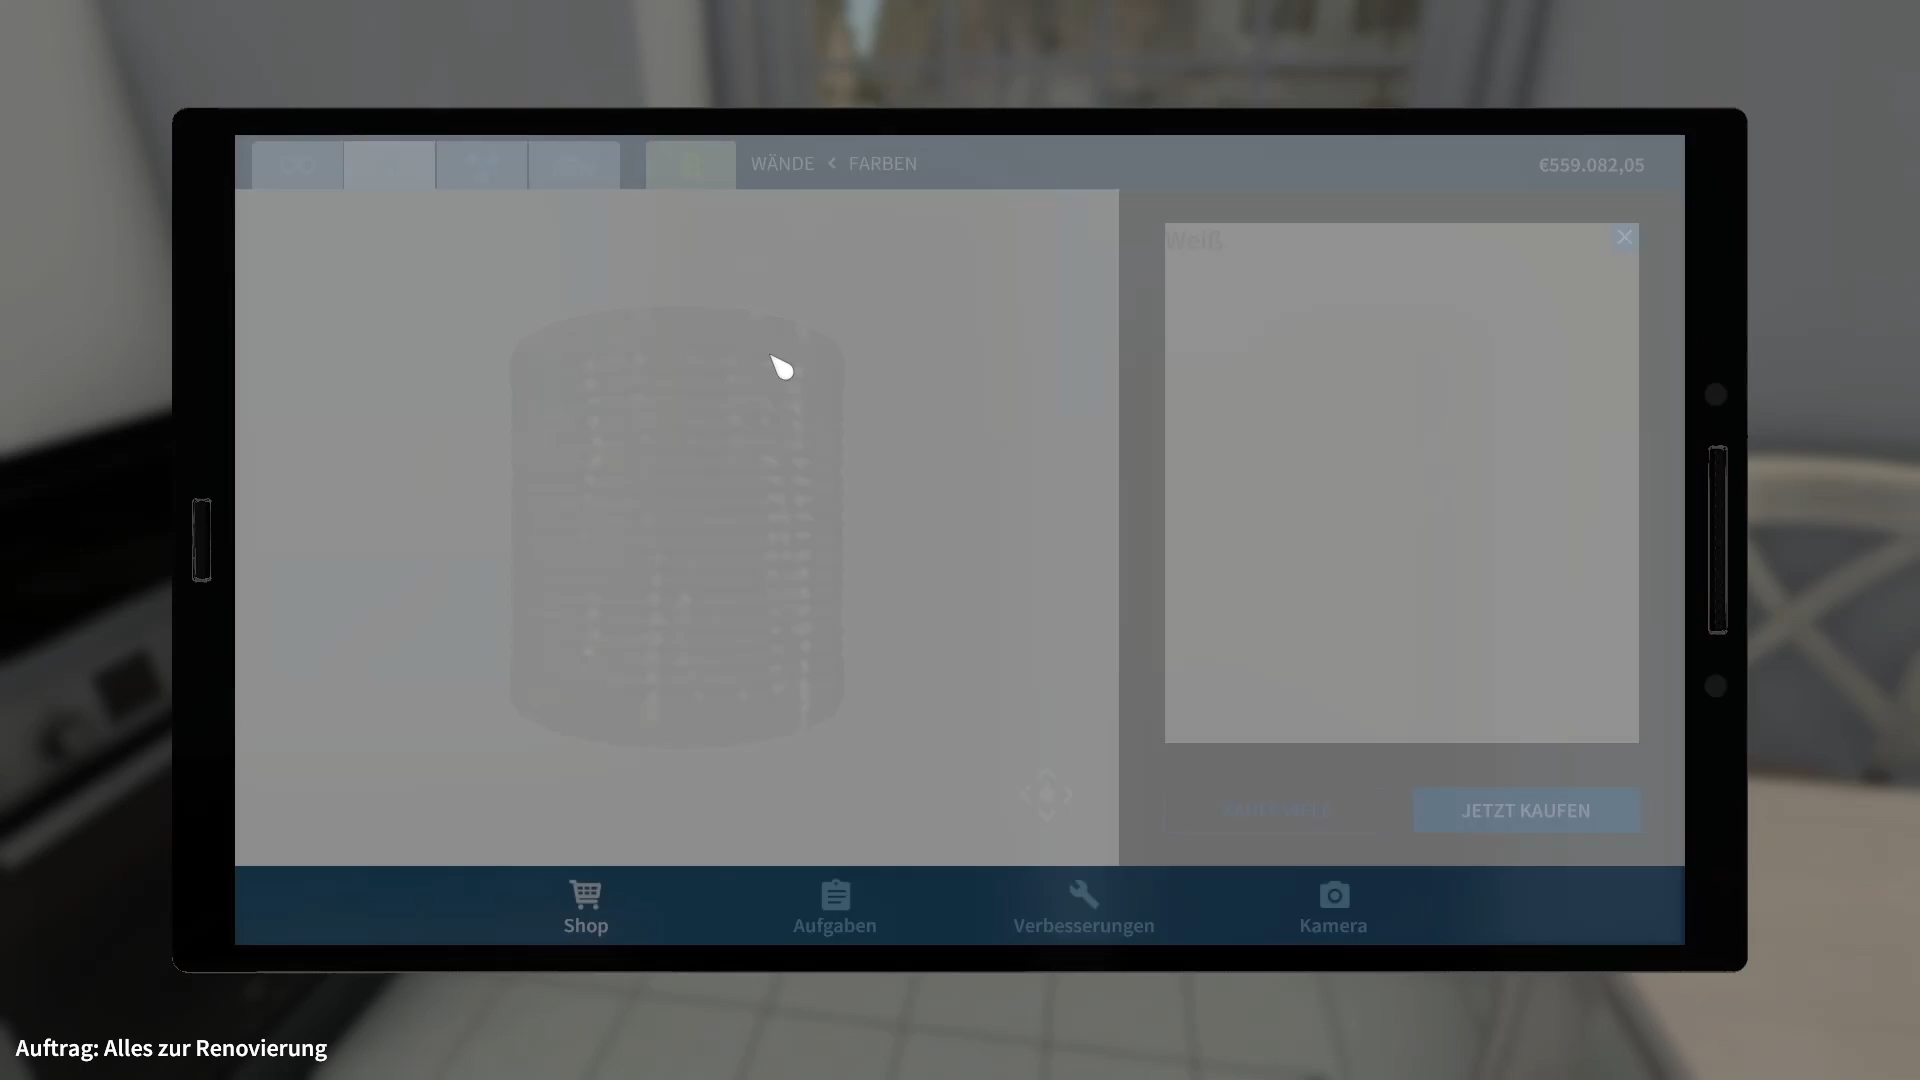 WÄNDE < FARBEN
€559.082,05
Weiß
JETZT KAUFEN
Shop
Aufgaben
Verbesserungen
Kamera
Auftrag: Alles zur Renovierung